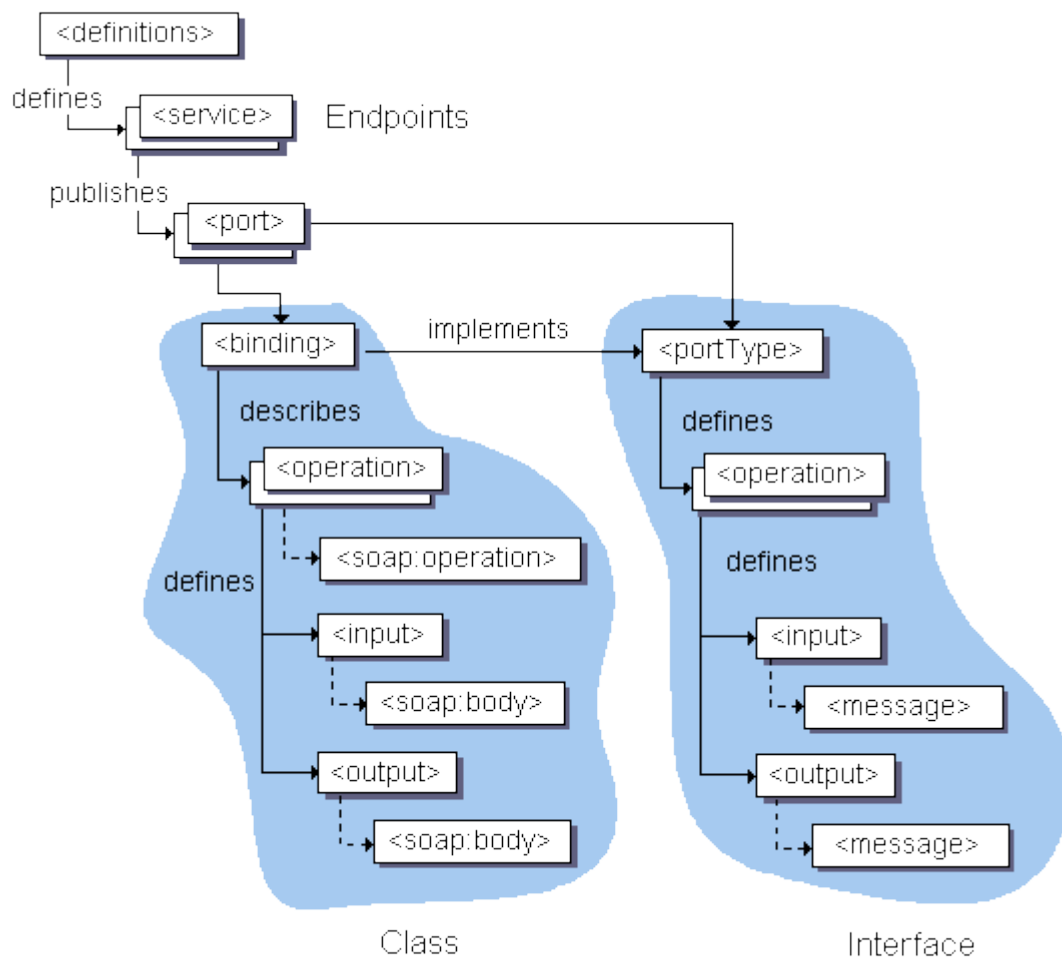 <definitions>
defines
<service>
Endpoints
publishes
<port>
implements
<binding>
<portType>
describes
defines
<operation>
<operation>
<soap:operation>
defines
defines
<input>
<input>
<soap:body>
<message>
<output>
<output>
<soap:body>
<message>
Class
Interface